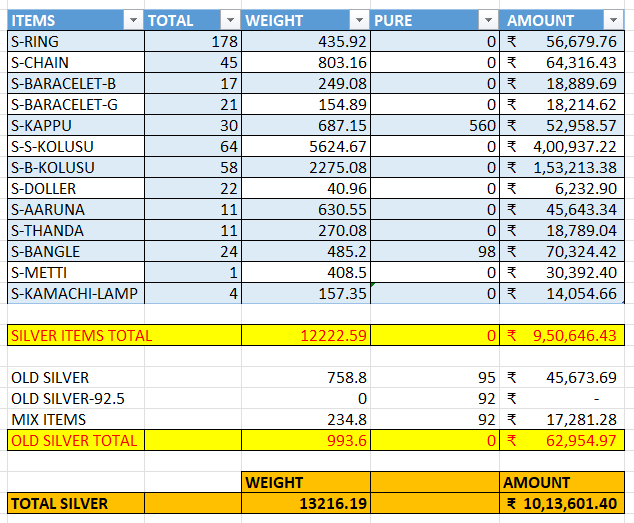 ITEMS TOTAL WEIGHT PURE AMOUNT
S-RING 178 435.92 0 ₹ 56,679.76
S-CHAIN 45 803.16 0 ₹ 64,316.43
S-BARACELET-B 17 249.08 0 ₹ 18,889.69
S-BARACELET-G 21 154.89 0 ₹ 18,214.62
S-KAPPU 30 687.15 560 ₹ 52,958.57
S-S-KOLUSU 64 5624.67 0 ₹ 4,00,937.22
S-B-KOLUSU 58 2275.08 0 ₹ 1,53,213.38
S-DOLLER 22 40.96 0 ₹ 6,232.90
S-AARUNA 11 630.55 0 ₹ 45,643.34
S-THANDA 11 270.08 0 ₹ 18,789.04
S-BANGLE 24 485.2 98 ₹ 70,324.42
S-METTI 1 408.5 0 ₹ 30,392.40
S-KAMACHI-LAMP 4 157.35 0 ₹ 14,054.66
SILVER ITEMS TOTAL 12222.59 0 ₹ 9,50,646.43
OLD SILVER 758.8 95 ₹ 45,673.69
OLD SILVER-92.5 0 92 ₹ -
MIX ITEMS 234.8 92 ₹ 17,281.28
OLD SILVER TOTAL 993.6 0 ₹ 62,954.97
WEIGHT AMOUNT
TOTAL SILVER 13216.19 ₹ 10,13,601.40